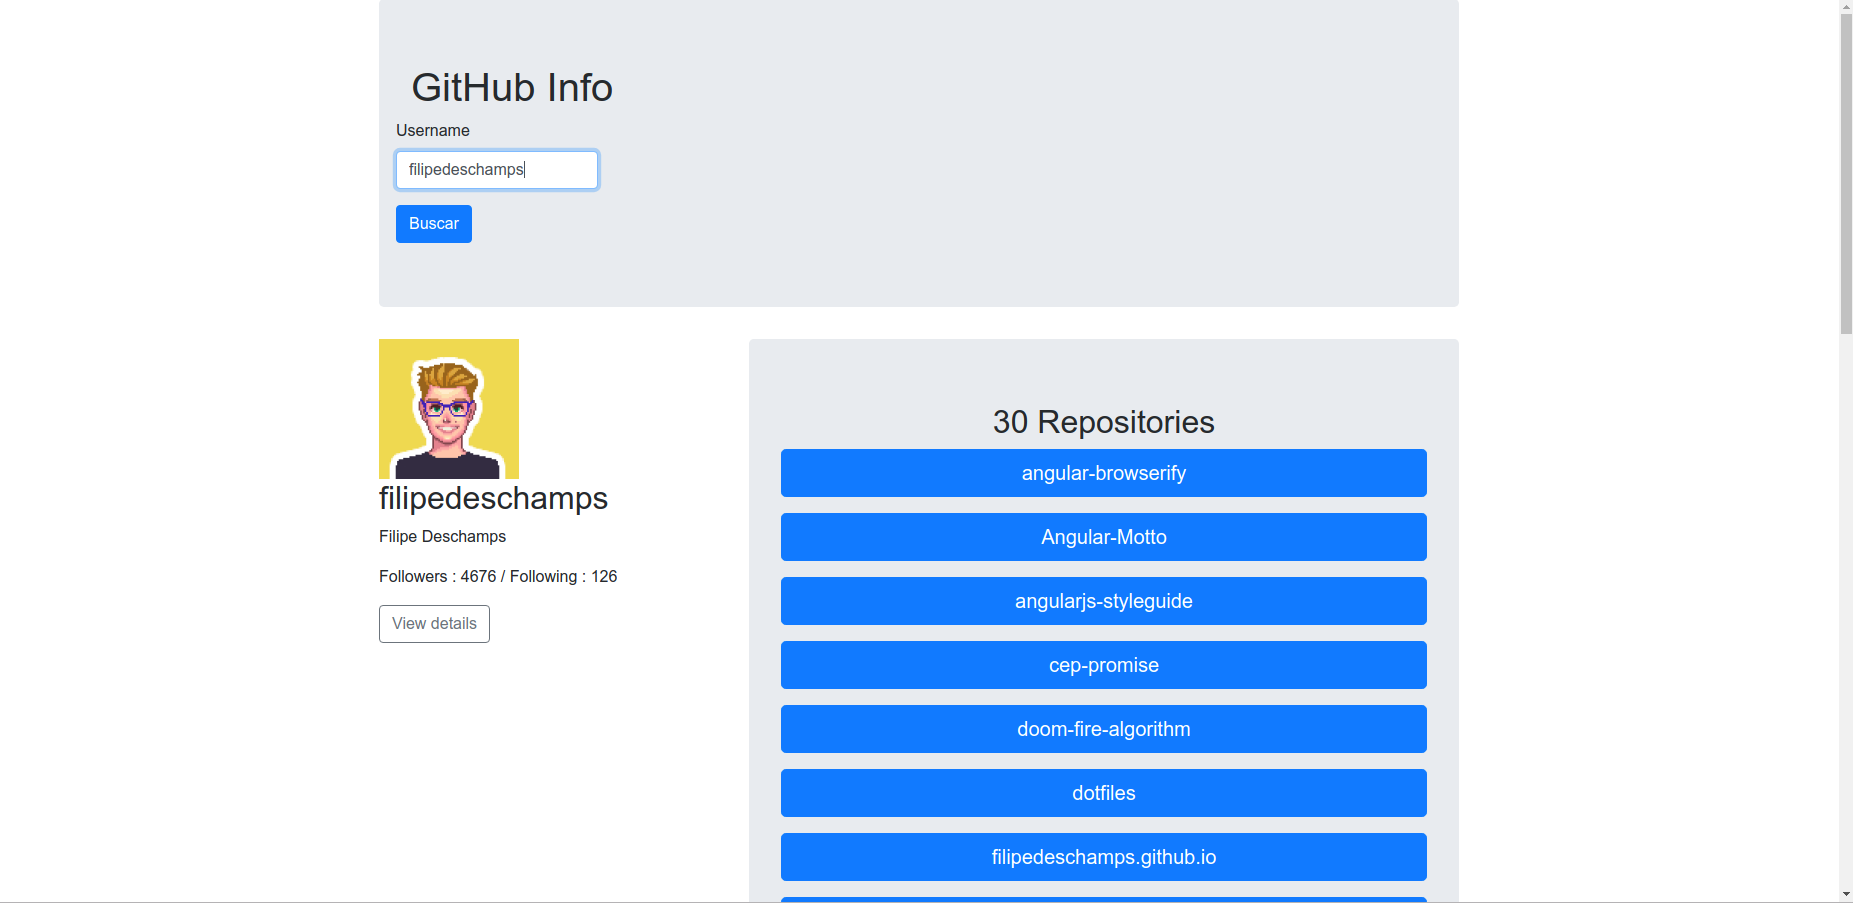 GitHub Info
Username
filipedeschamps
Buscar
filipedeschamps
Filipe Deschamps
Followers : 4676 / Following : 126
View details
30 Repositories
angular-browserify
Angular-Motto
angularjs-styleguide
cep-promise
doom-fire-algorithm
dotfiles
filipedeschamps.github.io